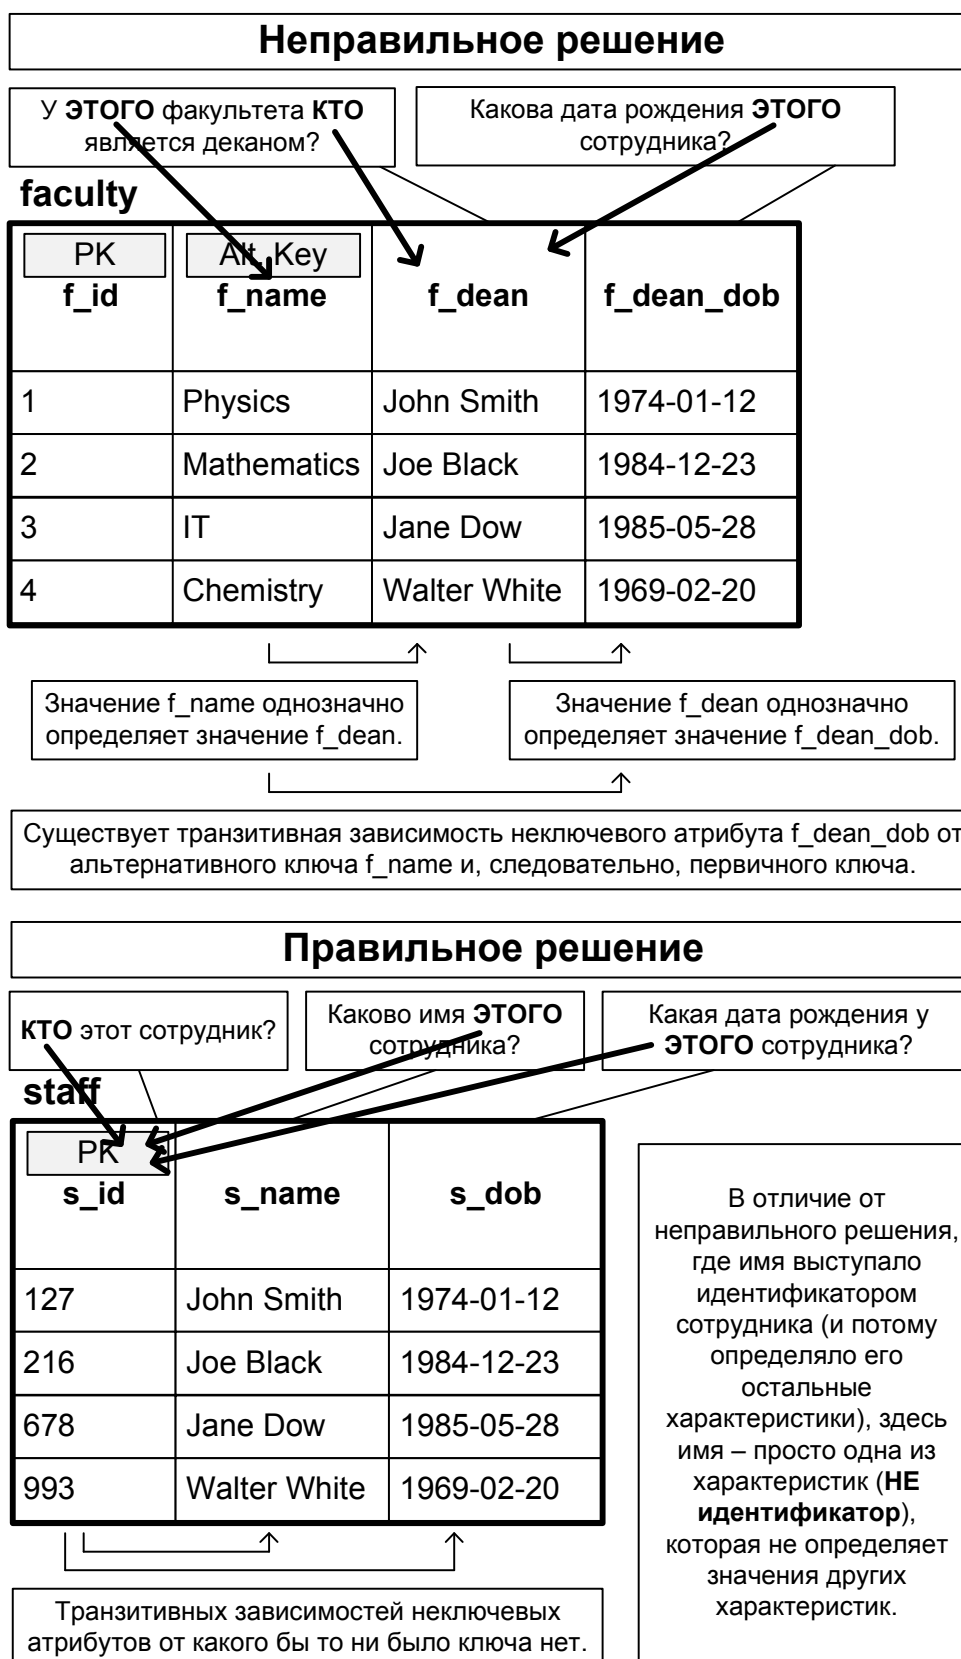 Неправильное решение
У ЭТОГО факультета КТО
является деканом?
Какова дата рождения ЭТОГО
сотрудника?
faculty
PK
f_id
Alt. Key
f_name
f_dean
f_dean_dob
1 Physics John Smith 1974-01-12
2 Mathematics Joe Black 1984-12-23
3 IT Jane Dow 1985-05-28
4 Chemistry Walter White 1969-02-20
Значение f_name однозначно
определяет значение f_dean.
Значение f_dean однозначно
определяет значение f_dean_dob.
Существует транзитивная зависимость неключевого атрибута f_dean_dob от
альтернативного ключа f_name и, следовательно, первичного ключа.
Правильное решение
КТО этот сотрудник?
Каково имя ЭТОГО
сотрудника?
Какая дата рождения у
ЭТОГО сотрудника?
staff
PK
s_id
s_name
s_dob
127 John Smith 1974-01-12
216 Joe Black 1984-12-23
678 Jane Dow 1985-05-28
993 Walter White 1969-02-20
В отличие от
неправильного решения,
где имя выступало
идентификатором
сотрудника (и потому
определяло его
остальные
характеристики), здесь
имя – просто одна из
характеристик (НЕ
идентификатор),
которая не определяет
значения других
характеристик.
Транзитивных зависимостей неключевых
атрибутов от какого бы то ни было ключа нет.